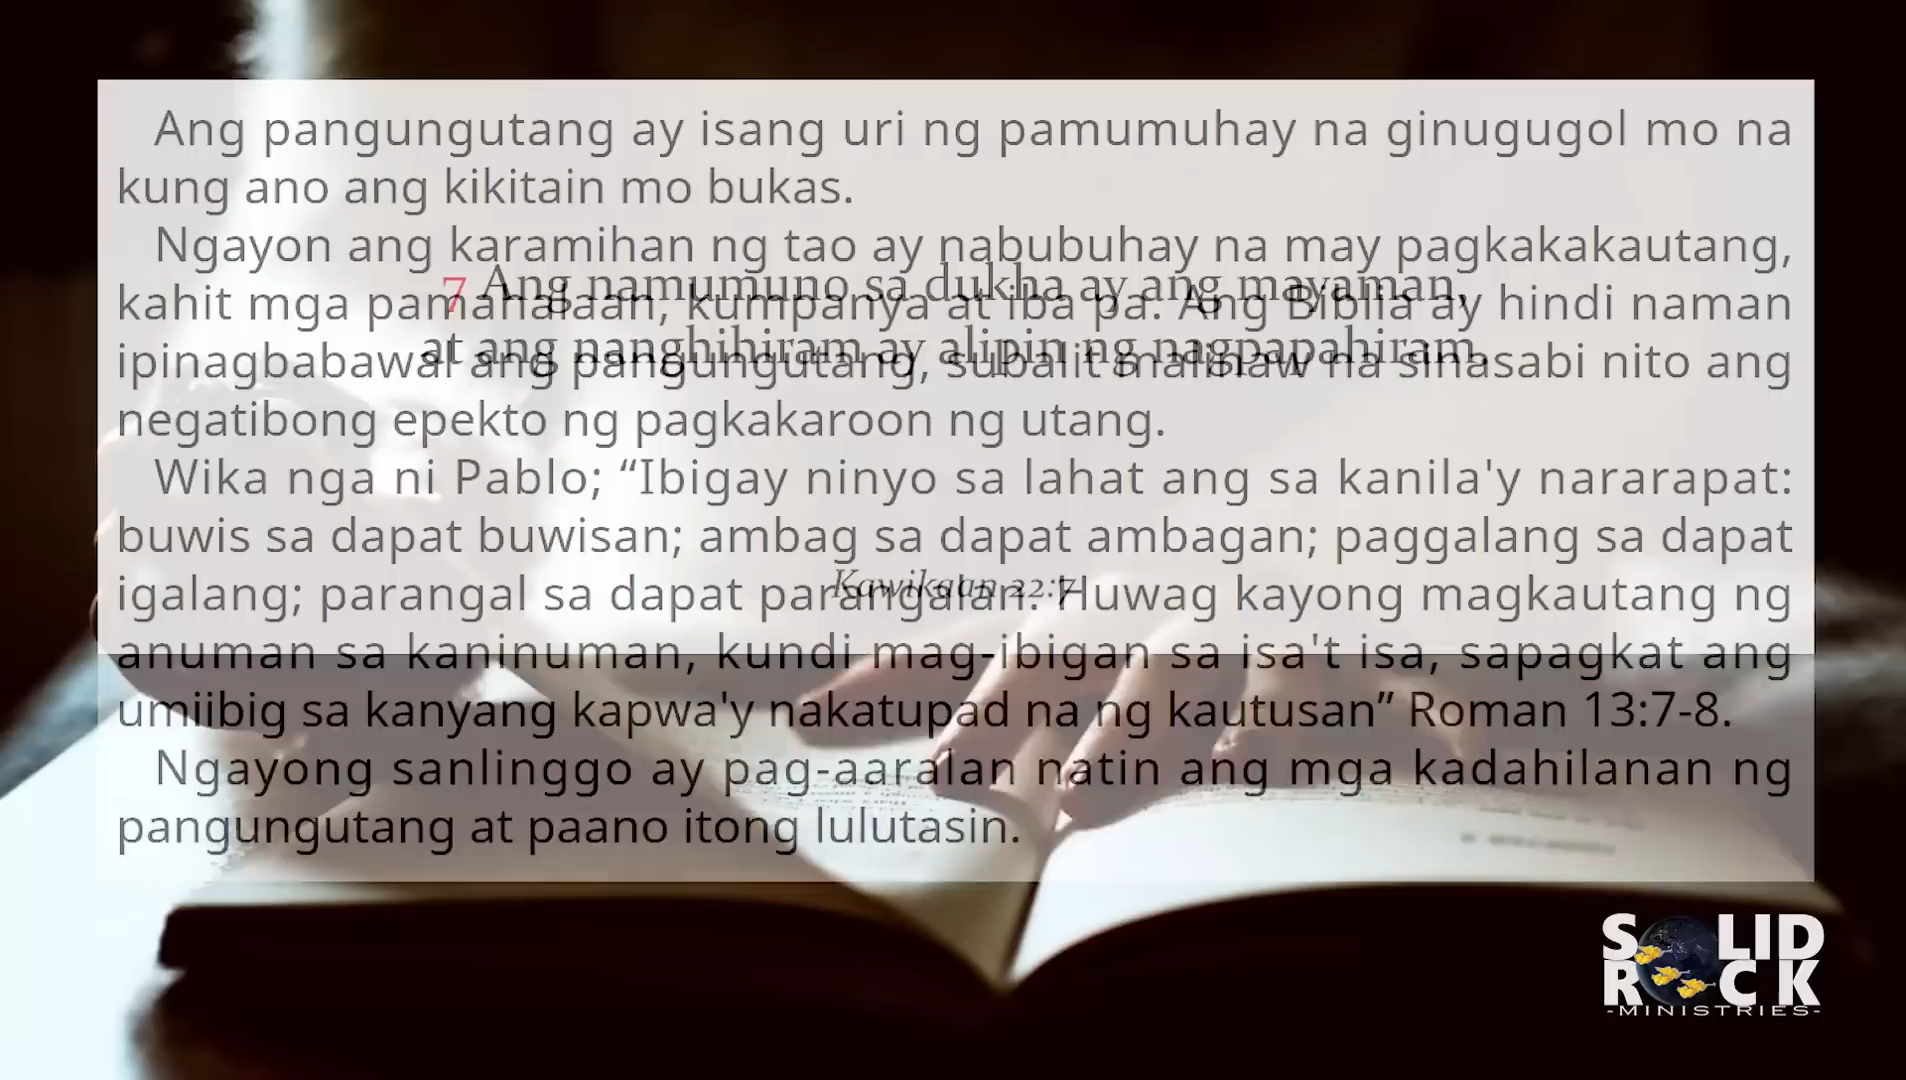 Ang pangungutang ay isang uri ng pamumuhay na ginugugol mo na
kung ano ang kikitain mo bukas.
Ngayon ang karamihan ng tao ay nabubuhay na may pagkakakautang,
kahit mga pamahalaan, kumpanya at iba pa. Ang Biblia ay hindi naman
ipinagbabawal ang pangungutang, subalit malinaw na sinasabi nito ang
negatibong epekto ng pagkakaroon ng utang.
Wika nga ni Pablo; “Ibigay ninyo sa lahat ang sa kanila'y nararapat:
buwis sa dapat buwisan; ambag sa dapat ambagan; paggalang sa dapat
igalang; parangal sa dapat parangalan. Huwag kayong magkautang ng
anuman sa kaninuman, kundi mag-ibigan sa isa't isa, sapagkat ang
umiibig sa kanyang kapwa'y nakatupad na ng kautusan” Roman 13:7-8.
Ngayong sanlinggo ay pag-aaralan natin ang mga kadahilanan ng
pangungutang at paano itong lulutasin.
7 Ang namumuno sa dukha ay ang mayaman,
at ang nanghihiram ay alipin ng nagpapahiram.
Kawikaan 22:7
SOLID
ROCK
-MINISTRIES-